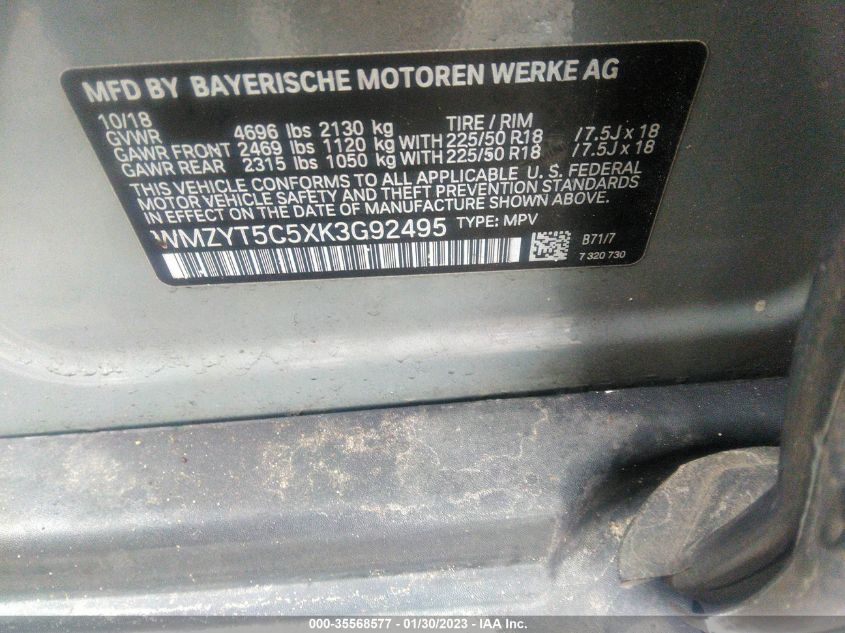 MFD BY BAYERISCHE MOTOREN WERKE AG
10/18 TIRE / RIM
GVWR 4696 lbs 2130 kg
GAWR FRONT 2469 lbs 1120 kg WITH 225/50 R18 /7.5J x 18
GAWR REAR 2315 lbs 1050 kg WITH 225/50 R18 /7.5J x 18
THIS VEHICLE CONFORMS TO ALL APPLICABLE U. S. FEDERAL
MOTOR VEHICLE SAFETY AND THEFT PREVENTION STANDARDS
IN EFFECT ON THE DATE OF MANUFACTURE SHOWN ABOVE.
WMZYT5C5XK3G92495 TYPE: MPV
B71/7
7 320 730
000-35568577 - 01/30/2023 - IAA Inc.